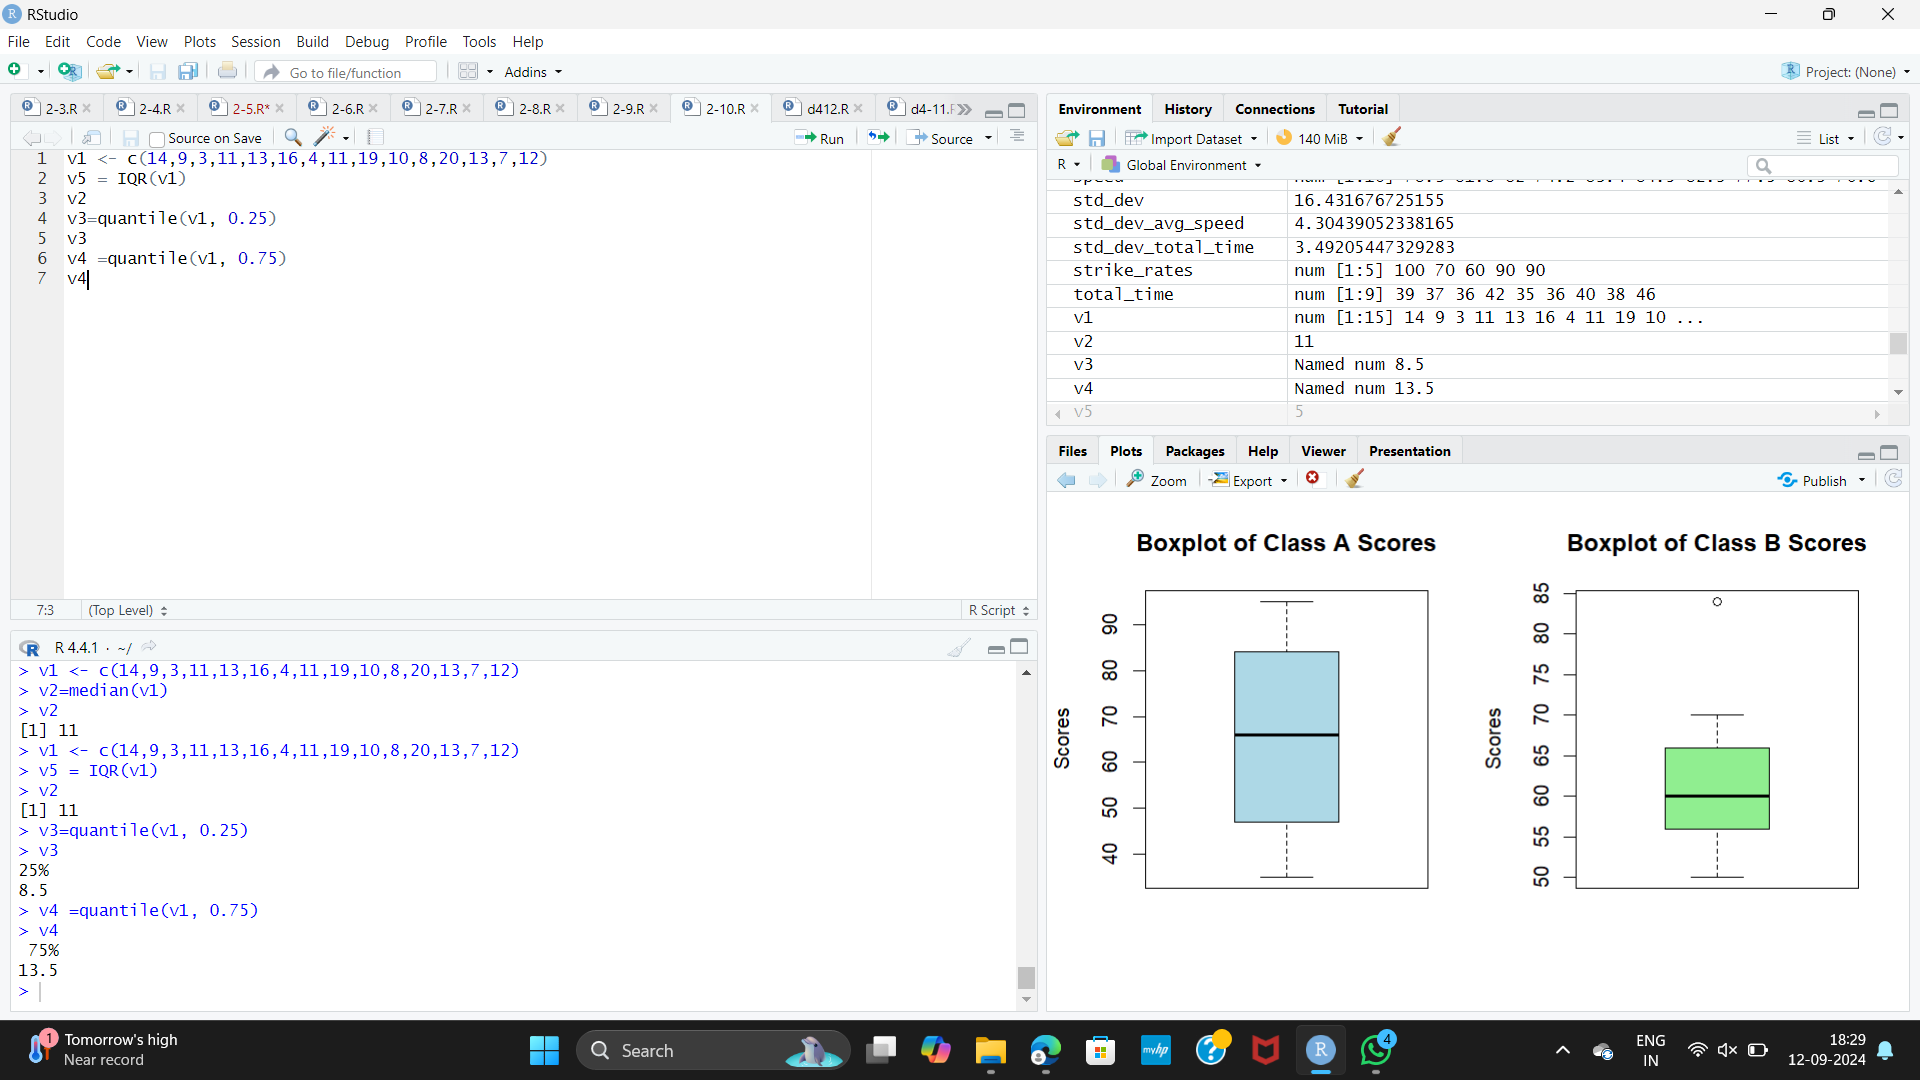 RStudio
File Edit Code View Plots Session Build Debug Profile Tools Help
Go to file/function Addins Project: (None)
2-3.R 2-4.R 2-5.R* 2-6.R 2-7.R 2-8.R 2-9.R 2-10.R d412.R d4-11.
Source on Save Run Source
1 v1 <- c(14,9,3,11,13,16,4,11,19,10,8,20,13,7,12)
2 v5 = IQR(v1)
3 v2
4 v3=quantile(v1, 0.25)
5 v3
6 v4 =quantile(v1, 0.75)
7 v4
7:3 (Top Level) R Script
R 4.4.1 · ~/
> v1 <- c(14,9,3,11,13,16,4,11,19,10,8,20,13,7,12)
> v2=median(v1)
> v2
[1] 11
> v1 <- c(14,9,3,11,13,16,4,11,19,10,8,20,13,7,12)
> v5 = IQR(v1)
> v2
[1] 11
> v3=quantile(v1, 0.25)
> v3
25%
8.5
> v4 =quantile(v1, 0.75)
> v4
75%
13.5
>
Environment History Connections Tutorial
Import Dataset 140 MiB List
R Global Environment
std_dev 16.431676725155
std_dev_avg_speed 4.30439052338165
std_dev_total_time 3.49205447329283
strike_rates num [1:5] 100 70 60 90 90
total_time num [1:9] 39 37 36 42 35 36 40 38 46
v1 num [1:15] 14 9 3 11 13 16 4 11 19 10 ...
v2 11
v3 Named num 8.5
v4 Named num 13.5
v5 5
Files Plots Packages Help Viewer Presentation
Zoom Export Publish
Boxplot of Class A Scores
Scores
90
80
70
60
50
40
Boxplot of Class B Scores
Scores
85
80
75
70
65
60
55
50
1
Tomorrow's high
Near record
Search
myhp
4
ENG
IN
18:29
12-09-2024